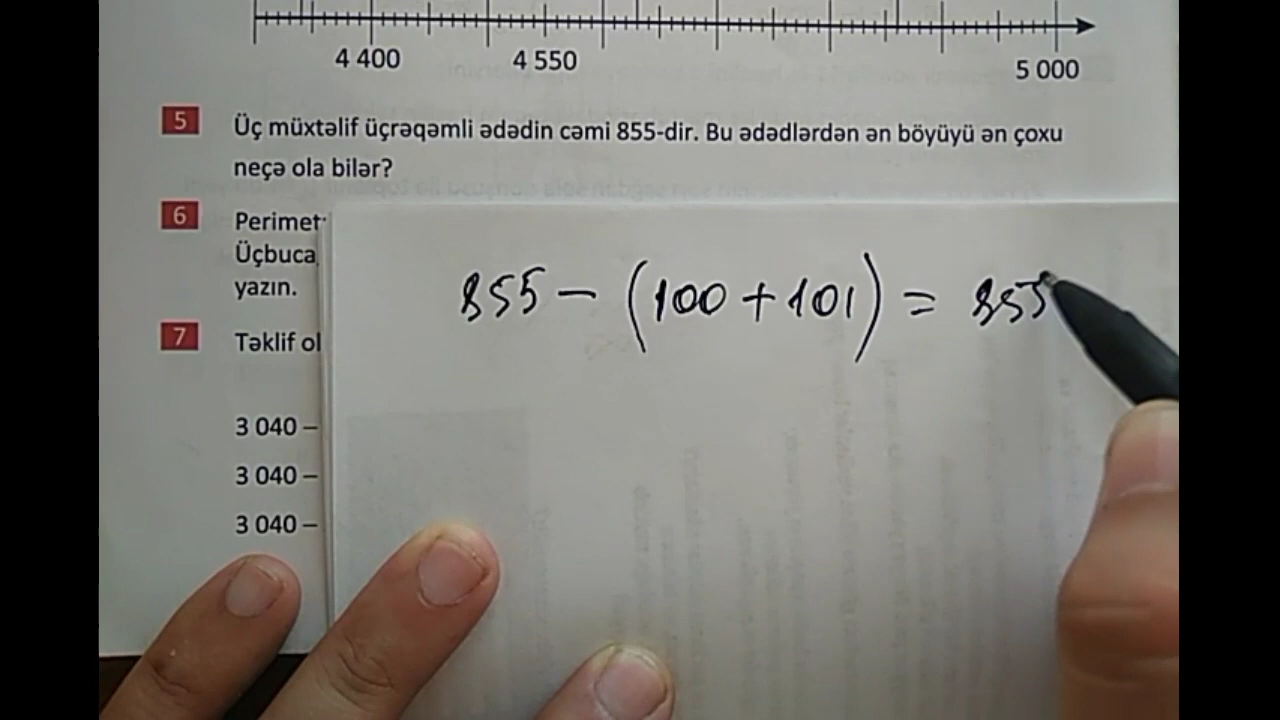 4 400 4 550 5 000
5 Üç müxtəlif üçrəqəmli ədədin cəmi 855-dir. Bu ədədlərdən ən böyüyü ən çoxu
neçə ola bilər?
6 Perimet
Üçbuca
yazın.
855 – (100 + 101) = 855
7 Təklif ol
3 040 –
3 040 –
3 040 –